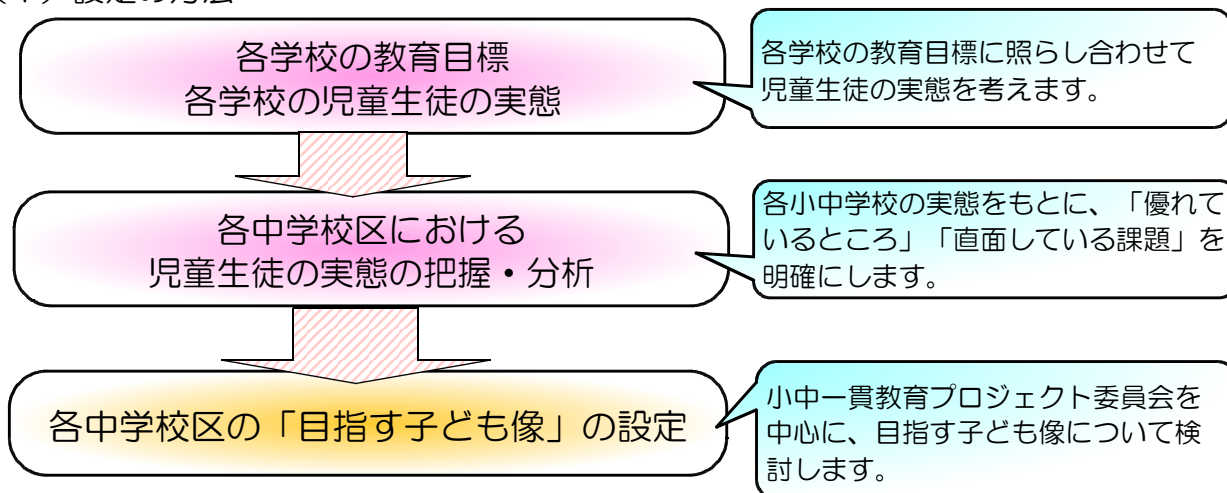 設定の方法
各学校の教育目標
各学校の児童生徒の実態
各学校の教育目標に照らし合わせて
児童生徒の実態を考えます。
各中学校区における
児童生徒の実態の把握・分析
各小中学校の実態をもとに、「優れて
いるところ」「直面している課題」を
明確にします。
各中学校区の「目指す子ども像」の設定
小中一貫教育プロジェクト委員会を
中心に、目指す子ども像について検
討します。